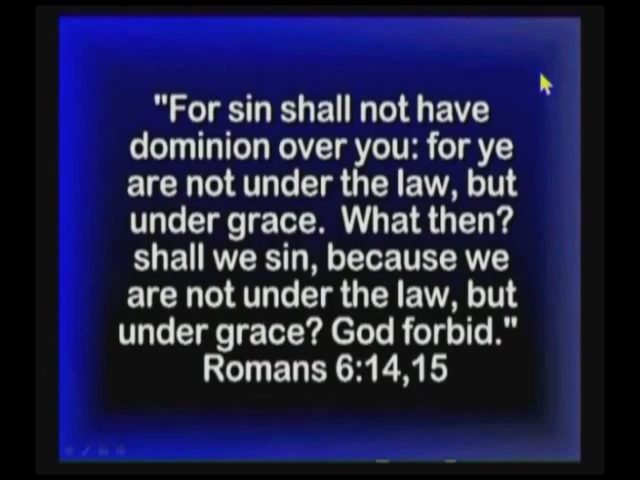 "For sin shall not have
dominion over you: for ye
are not under the law, but
under grace.  What then?
shall we sin, because we
are not under the law, but
under grace? God forbid."
Romans 6:14,15